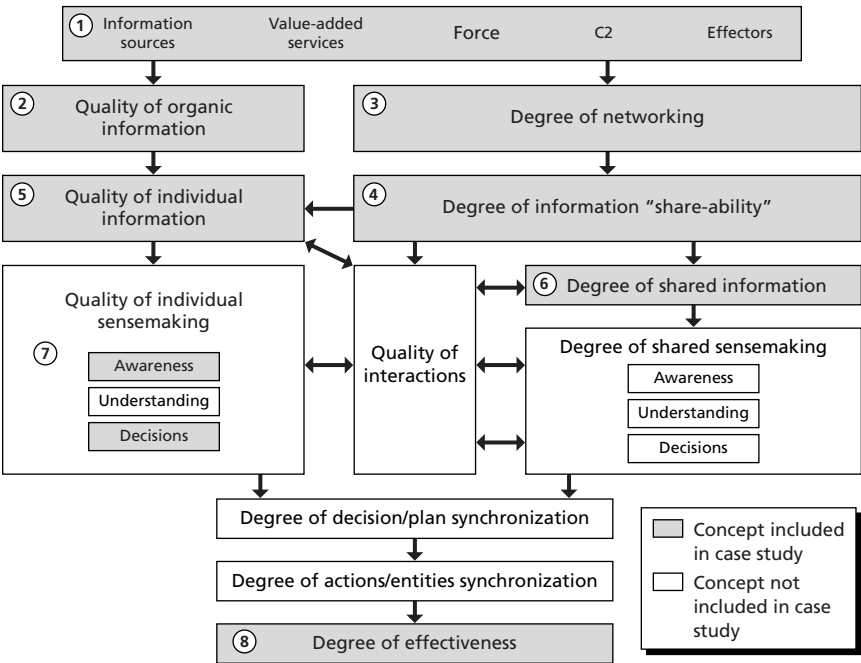 1 Information sources
Value-added services
Force
C2
Effectors
2
Quality of organic
information
3
Degree of networking
5
Quality of individual
information
4
Degree of information “share-ability”
Quality of individual
sensemaking
7
Awareness
Understanding
Decisions
Quality of
interactions
6 Degree of shared information
Degree of shared sensemaking
Awareness
Understanding
Decisions
Degree of decision/plan synchronization
Degree of actions/entities synchronization
8 Degree of effectiveness
Concept included
in case study
Concept not
included in case
study